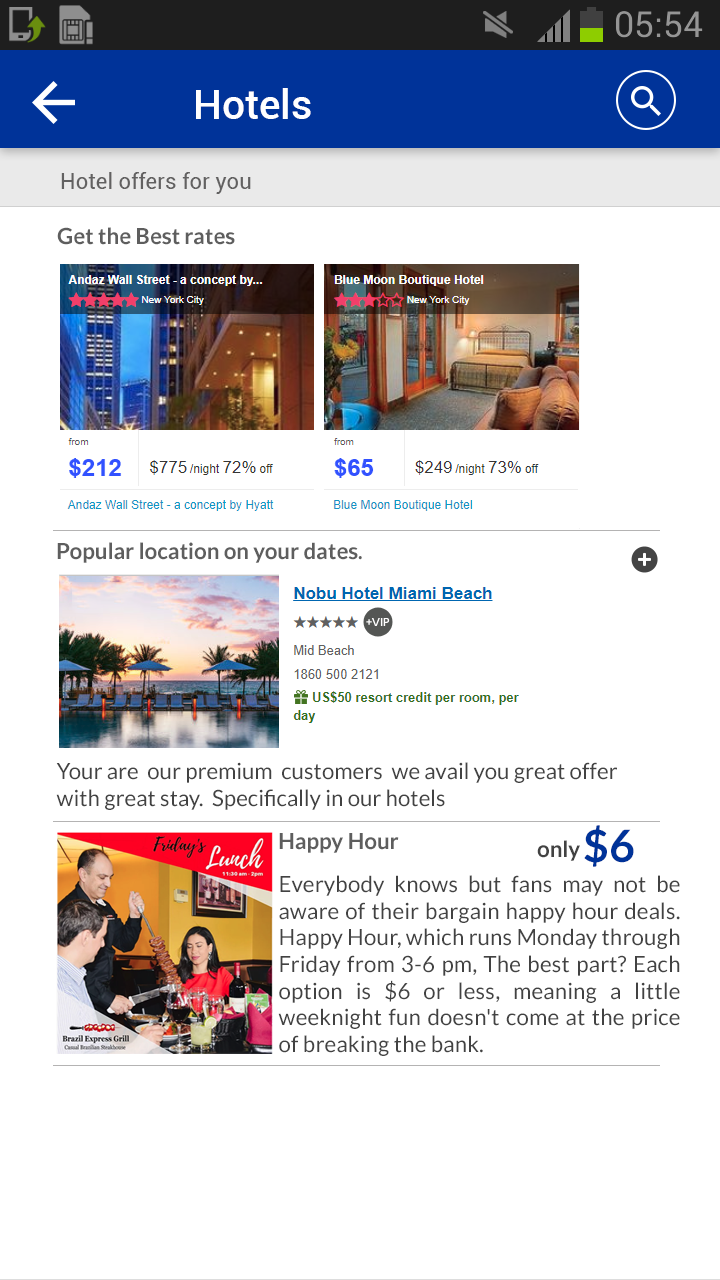 05:54
Hotels
Hotel offers for you
Get the Best rates
Andaz Wall Street - a concept by...
New York City
Blue Moon Boutique Hotel
New York City
from
$212
$775 /night 72% off
Andaz Wall Street - a concept by Hyatt
from
$65
$249 /night 73% off
Blue Moon Boutique Hotel
Popular location on your dates.
Nobu Hotel Miami Beach
+VIP
Mid Beach
1860 500 2121
US$50 resort credit per room, per
day
Your are our premium customers we avail you great offer
with great stay. Specifically in our hotels
Friday's
Lunch
11:30 am - 2pm
Brazil Express Grill
Casual Brazilian Steakhouse
Happy Hour
only $6
Everybody knows but fans may not be
aware of their bargain happy hour deals.
Happy Hour, which runs Monday through
Friday from 3-6 pm, The best part? Each
option is $6 or less, meaning a little
weeknight fun doesn't come at the price
of breaking the bank.